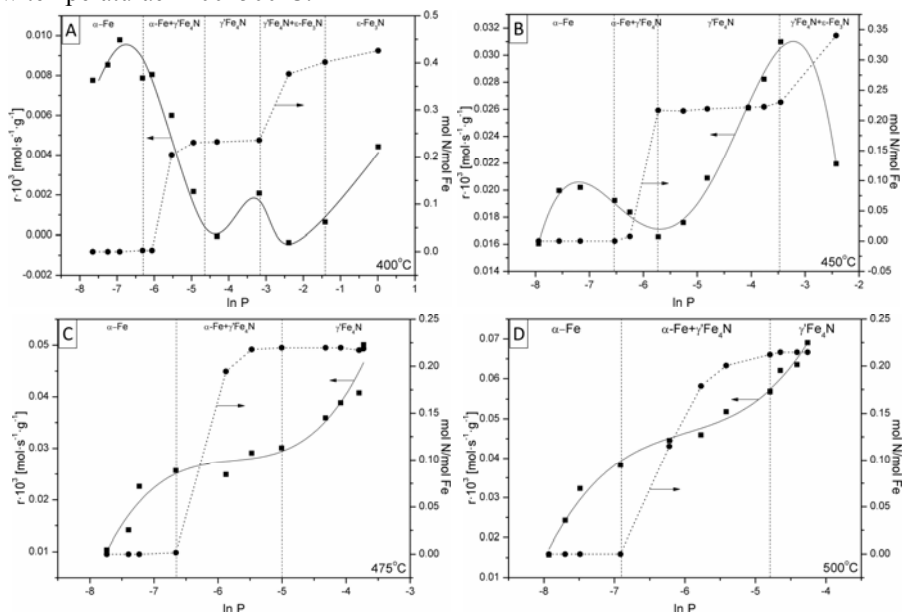 A
α-Fe
α-Fe+γ'Fe₄N
γ'Fe₄N
γ'Fe₄N+ε-Fe₃N
ε-Fe₃N
r·10³ [mol·s⁻¹·g⁻¹]
0.010
0.008
0.006
0.004
0.002
0.000
-0.002
0.5
0.4
0.3
0.2
0.1
0.0
mol N/mol Fe
-8 -7 -6 -5 -4 -3 -2 -1 0
ln P
400°C
B
α-Fe
α-Fe+γ'Fe₄N
γ'Fe₄N
r·10³ [mol·s⁻¹·g⁻¹]
0.032
0.030
0.028
0.026
0.024
0.022
0.020
0.018
0.016
0.014
0.40
0.35
0.30
0.25
0.20
0.15
0.10
0.05
0.00
-0.05
mol N/mol Fe
-8 -7 -6 -5 -4 -3 -2
ln P
450°C
C
α-Fe
α-Fe+γ'Fe₄N
γ'Fe₄N
r·10³ [mol·s⁻¹·g⁻¹]
0.05
0.04
0.03
0.02
0.01
0.25
0.20
0.15
0.10
0.05
0.00
mol N/mol Fe
-8 -7 -6 -5 -4
ln P
475°C
D
α-Fe
α-Fe+γ'Fe₄N
γ'Fe₄N
r·10³ [mol·s⁻¹·g⁻¹]
0.07
0.06
0.05
0.04
0.03
0.02
0.01
0.25
0.20
0.15
0.10
0.05
0.00
mol N/mol Fe
-8 -7 -6 -5 -4
ln P
500°C